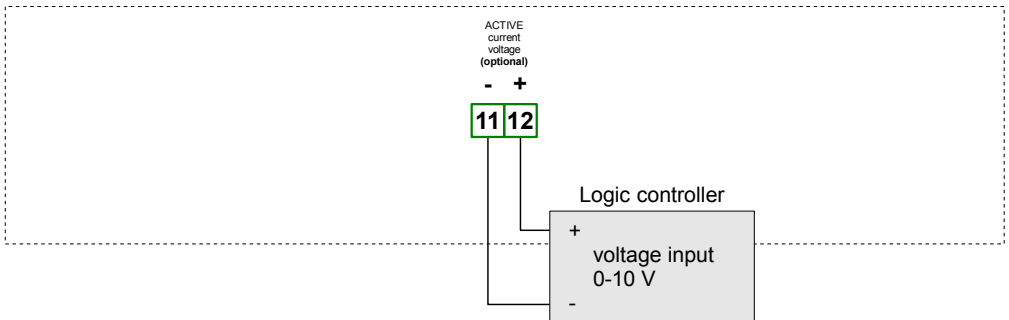 ACTIVE
current
voltage
(optional)
- +
11 12
Logic controller
+
voltage input
0-10 V
-